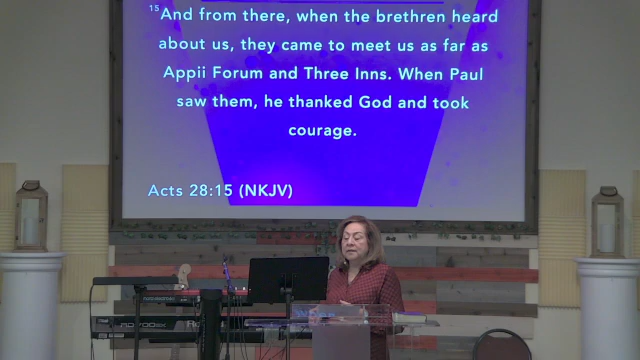 15And from there, when the brethren heard
about us, they came to meet us as far as
Appii Forum and Three Inns. When Paul
saw them, he thanked God and took
courage.
Acts 28:15 (NKJV)